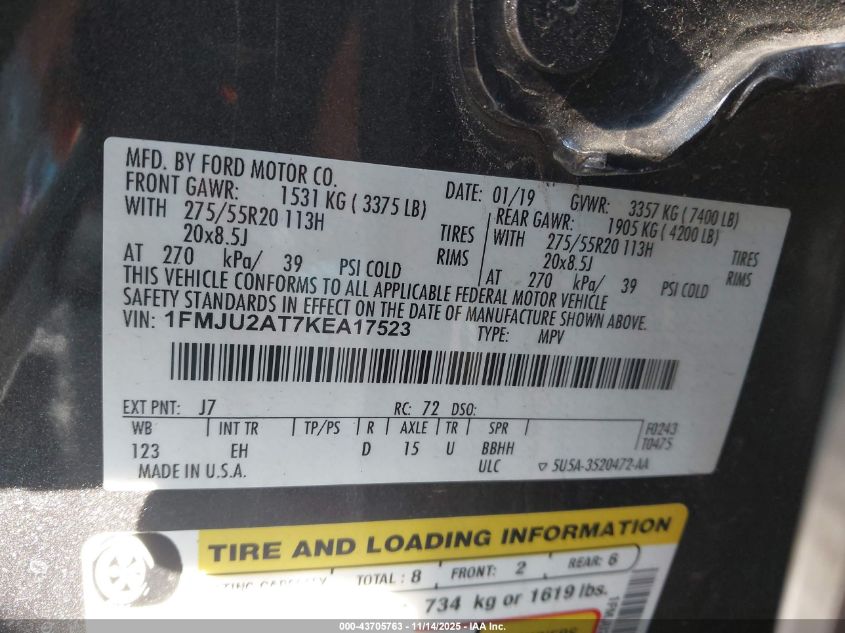 MFD. BY FORD MOTOR CO.
DATE: 01/19 GVWR: 3357 KG ( 7400 LB)
FRONT GAWR: 1531 KG ( 3375 LB) REAR GAWR: 1905 KG ( 4200 LB)
WITH 275/55R20 113H TIRES WITH 275/55R20 113H TIRES
20x8.5J RIMS 20x8.5J RIMS
AT 270 kPa/ 39 PSI COLD AT 270 kPa/ 39 PSI COLD
THIS VEHICLE CONFORMS TO ALL APPLICABLE FEDERAL MOTOR VEHICLE
SAFETY STANDARDS IN EFFECT ON THE DATE OF MANUFACTURE SHOWN ABOVE.
VIN: 1FMJU2AT7KEA17523 TYPE: MPV
EXT PNT: J7 RC: 72 DSO:
WB INT TR TP/PS R AXLE TR SPR F0243
123 EH D 15 U BBHH T0475
MADE IN U.S.A. ULC ▽ 5U5A-3520472-AA
TIRE AND LOADING INFORMATION
TOTAL : 8 FRONT: 2 REAR: 6
734 kg or 1619 lbs.
000-43705763 - 11/14/2025 - IAA Inc.